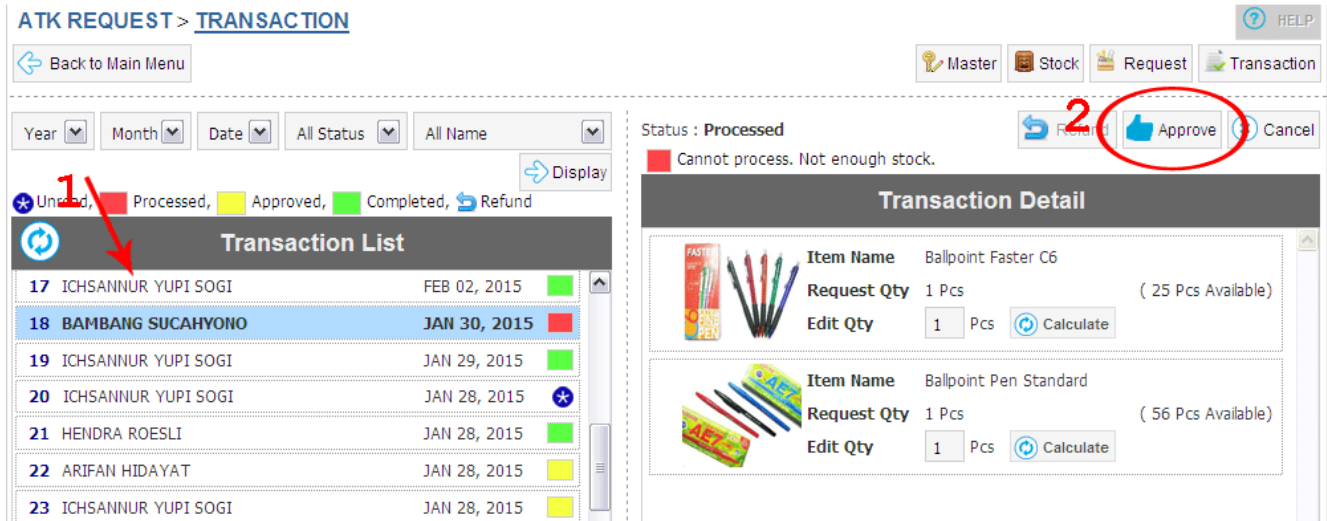 ATK REQUEST > TRANSACTION
HELP
Back to Main Menu
Master
Stock
Request
Transaction
Year
Month
Date
All Status
All Name
Display
1
Unread, Processed, Approved, Completed, Refund
Transaction List
17 ICHSANNUR YUPI SOGI FEB 02, 2015
18 BAMBANG SUCAHYONO JAN 30, 2015
19 ICHSANNUR YUPI SOGI JAN 29, 2015
20 ICHSANNUR YUPI SOGI JAN 28, 2015
21 HENDRA ROESLI JAN 28, 2015
22 ARIFAN HIDAYAT JAN 28, 2015
23 ICHSANNUR YUPI SOGI JAN 28, 2015
Status : Processed
2
Refund
Approve
Cancel
Cannot process. Not enough stock.
Transaction Detail
FASTER
Item Name Ballpoint Faster C6
Request Qty 1 Pcs ( 25 Pcs Available)
Edit Qty 1 Pcs Calculate
AE7
Item Name Ballpoint Pen Standard
Request Qty 1 Pcs ( 56 Pcs Available)
Edit Qty 1 Pcs Calculate